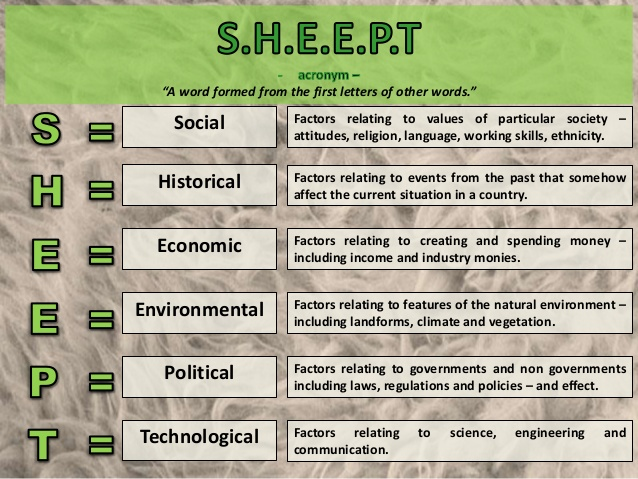 S.H.E.E.P.T
- acronym –
“A word formed from the first letters of other words.”
S = Social
Factors relating to values of particular society –
attitudes, religion, language, working skills, ethnicity.
H = Historical
Factors relating to events from the past that somehow
affect the current situation in a country.
E = Economic
Factors relating to creating and spending money –
including income and industry monies.
E = Environmental
Factors relating to features of the natural environment –
including landforms, climate and vegetation.
P = Political
Factors relating to governments and non governments
including laws, regulations and policies – and effect.
T = Technological
Factors relating to science, engineering and
communication.